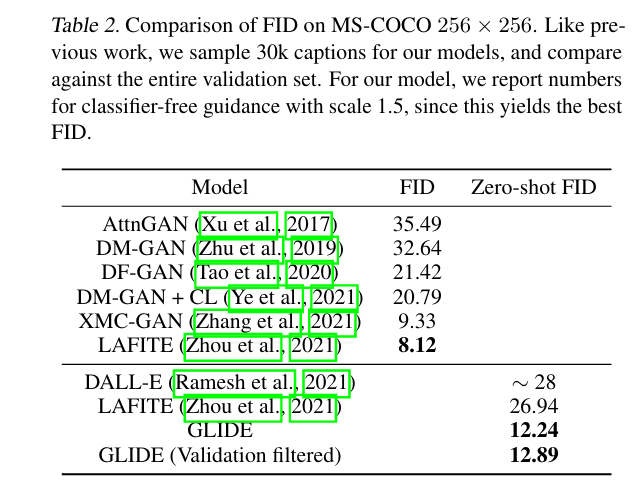 Table 2. Comparison of FID on MS-COCO 256 × 256. Like pre-
vious work, we sample 30k captions for our models, and compare
against the entire validation set. For our model, we report numbers
for classifier-free guidance with scale 1.5, since this yields the best
FID.
Model FID Zero-shot FID
AttnGAN (Xu et al., 2017) 35.49
DM-GAN (Zhu et al., 2019) 32.64
DF-GAN (Tao et al., 2020) 21.42
DM-GAN + CL (Ye et al., 2021) 20.79
XMC-GAN (Zhang et al., 2021) 9.33
LAFITE (Zhou et al., 2021) 8.12
DALL-E (Ramesh et al., 2021) ∼ 28
LAFITE (Zhou et al., 2021) 26.94
GLIDE 12.24
GLIDE (Validation filtered) 12.89